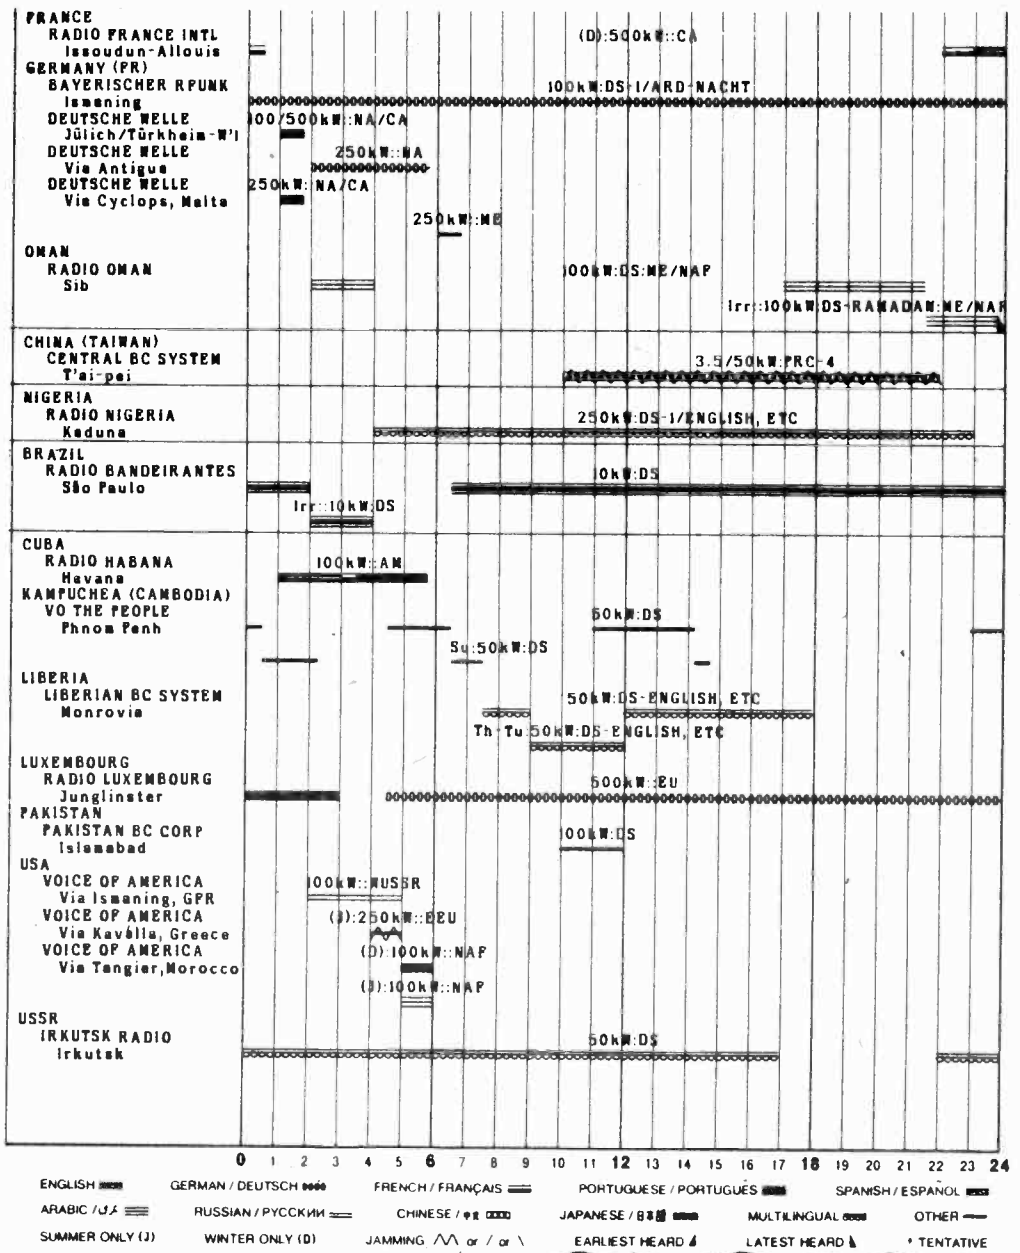 FRANCE
RADIO FRANCE INTL (D):500kW::CA
Issoudun-Allouis
GERMANY (FR)
BAYERISCHER RFUNK 100kW:DS-1/ARD-NACHT
Ismaning
DEUTSCHE WELLE 100/500kW::NA/CA
Jülich/Türkheim-W'l
DEUTSCHE WELLE 250kW::NA
Via Antigua
DEUTSCHE WELLE 250kW::NA/CA
Via Cyclops, Malta
250kW::ME
OMAN
RADIO OMAN 100kW:DS:ME/NAF
Sib
Irr::100kW:DS-RAMADAN:ME/NAF
CHINA (TAIWAN)
CENTRAL BC SYSTEM 3.5/50kW:PRC-4
T'ai-pei
NIGERIA
RADIO NIGERIA 250kW:DS-1/ENGLISH, ETC
Kaduna
BRAZIL
RADIO BANDEIRANTES 10kW:DS
São Paulo
Irr::10kW:DS
CUBA
RADIO HABANA 100kW::AM
Havana
KAMPUCHEA (CAMBODIA)
VO THE PEOPLE 50kW:DS
Phnom Penh
Su:50kW:DS
LIBERIA
LIBERIAN BC SYSTEM 50kW:DS-ENGLISH, ETC
Monrovia
Th-Tu:50kW:DS-ENGLISH, ETC
LUXEMBOURG
RADIO LUXEMBOURG 500kW::EU
Junglinster
PAKISTAN
PAKISTAN BC CORP 100kW:DS
Islamabad
USA
VOICE OF AMERICA 100kW::WUSSR
Via Ismaning, GFR
VOICE OF AMERICA (J):250kW::EEU
Via Kaválla, Greece
VOICE OF AMERICA (D):100kW::NAF
Via Tangier,Morocco
(J):100kW::NAF
USSR
IRKUTSK RADIO 50kW:DS
Irkutsk
0 1 2 3 4 5 6 7 8 9 10 11 12 13 14 15 16 17 18 19 20 21 22 23 24
ENGLISH GERMAN / DEUTSCH FRENCH / FRANÇAIS PORTUGUESE / PORTUGUÊS SPANISH / ESPAÑOL
ARABIC / RUSSIAN / РУССКИИ CHINESE / 中文 JAPANESE / 日本語 MULTILINGUAL OTHER
SUMMER ONLY (J) WINTER ONLY (D) JAMMING or / or \ EARLIEST HEARD LATEST HEARD * TENTATIVE